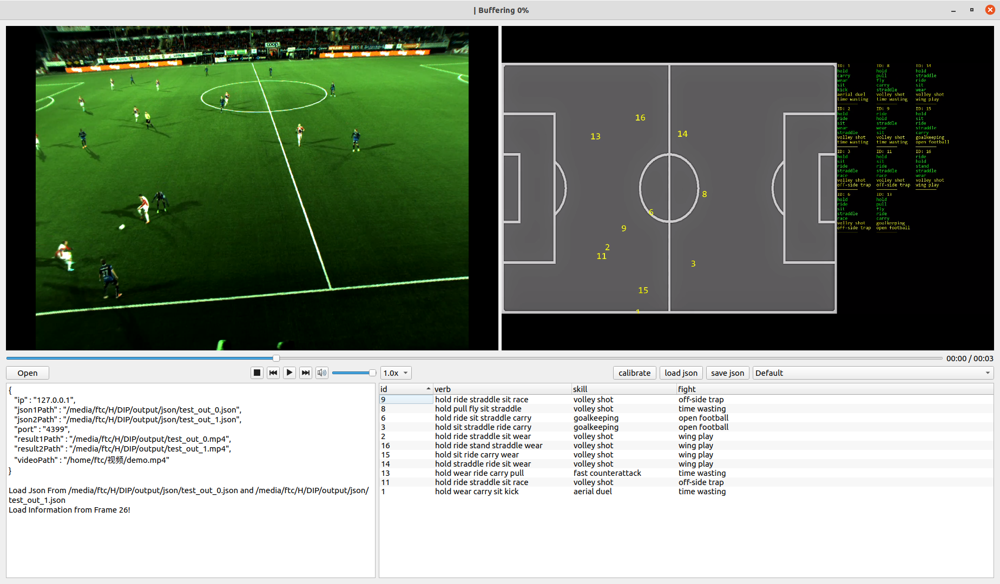 | Buffering 0%
coop
16
13
14
8
6
9
2
11
3
15
1
ID: 1
hold
carry
wear
sit
kick
aerial duel
time wasting
ID: 8
hold
pull
fly
carry
straddle
volley shot
time wasting
ID: 14
hold
straddle
ride
sit
wear
volley shot
wing play
ID: 2
hold
ride
sit
wear
straddle
volley shot
time wasting
ID: 9
ride
hold
straddle
wear
sit
volley shot
time wasting
ID: 15
hold
sit
ride
straddle
carry
goalkeeping
open football
ID: 3
hold
sit
ride
straddle
race
volley shot
off-side trap
ID: 11
hold
sit
ride
straddle
race
volley shot
off-side trap
ID: 16
ride
hold
stand
straddle
wear
volley shot
wing play
ID: 6
hold
ride
sit
straddle
race
volley shot
off-side trap
ID: 13
hold
pull
fly
ride
carry
goalkeeping
open football
00:00 / 00:03
Open
1.0x
calibrate
load json
save json
Default
{
"ip" : "127.0.0.1",
"json1Path" : "/media/ftc/H/DIP/output/json/test_out_0.json",
"json2Path" : "/media/ftc/H/DIP/output/json/test_out_1.json",
"port" : "4399",
"result1Path" : "/media/ftc/H/DIP/output/test_out_0.mp4",
"result2Path" : "/media/ftc/H/DIP/output/test_out_1.mp4",
"videoPath" : "/home/ftc/视频/demo.mp4"
}
Load Json From /media/ftc/H/DIP/output/json/test_out_0.json and /media/ftc/H/DIP/output/json/
test_out_1.json
Load Information from Frame 26!
id verb skill fight
9 hold ride straddle sit race volley shot off-side trap
8 hold pull fly sit straddle volley shot time wasting
6 hold ride sit straddle carry goalkeeping open football
3 hold sit straddle ride carry goalkeeping open football
2 hold ride straddle sit wear volley shot wing play
16 hold ride stand straddle wear volley shot wing play
15 hold sit ride carry wear volley shot wing play
14 hold straddle ride sit wear volley shot wing play
13 hold wear ride carry pull fast counterattack time wasting
11 hold ride straddle sit race volley shot off-side trap
1 hold wear carry sit kick aerial duel time wasting